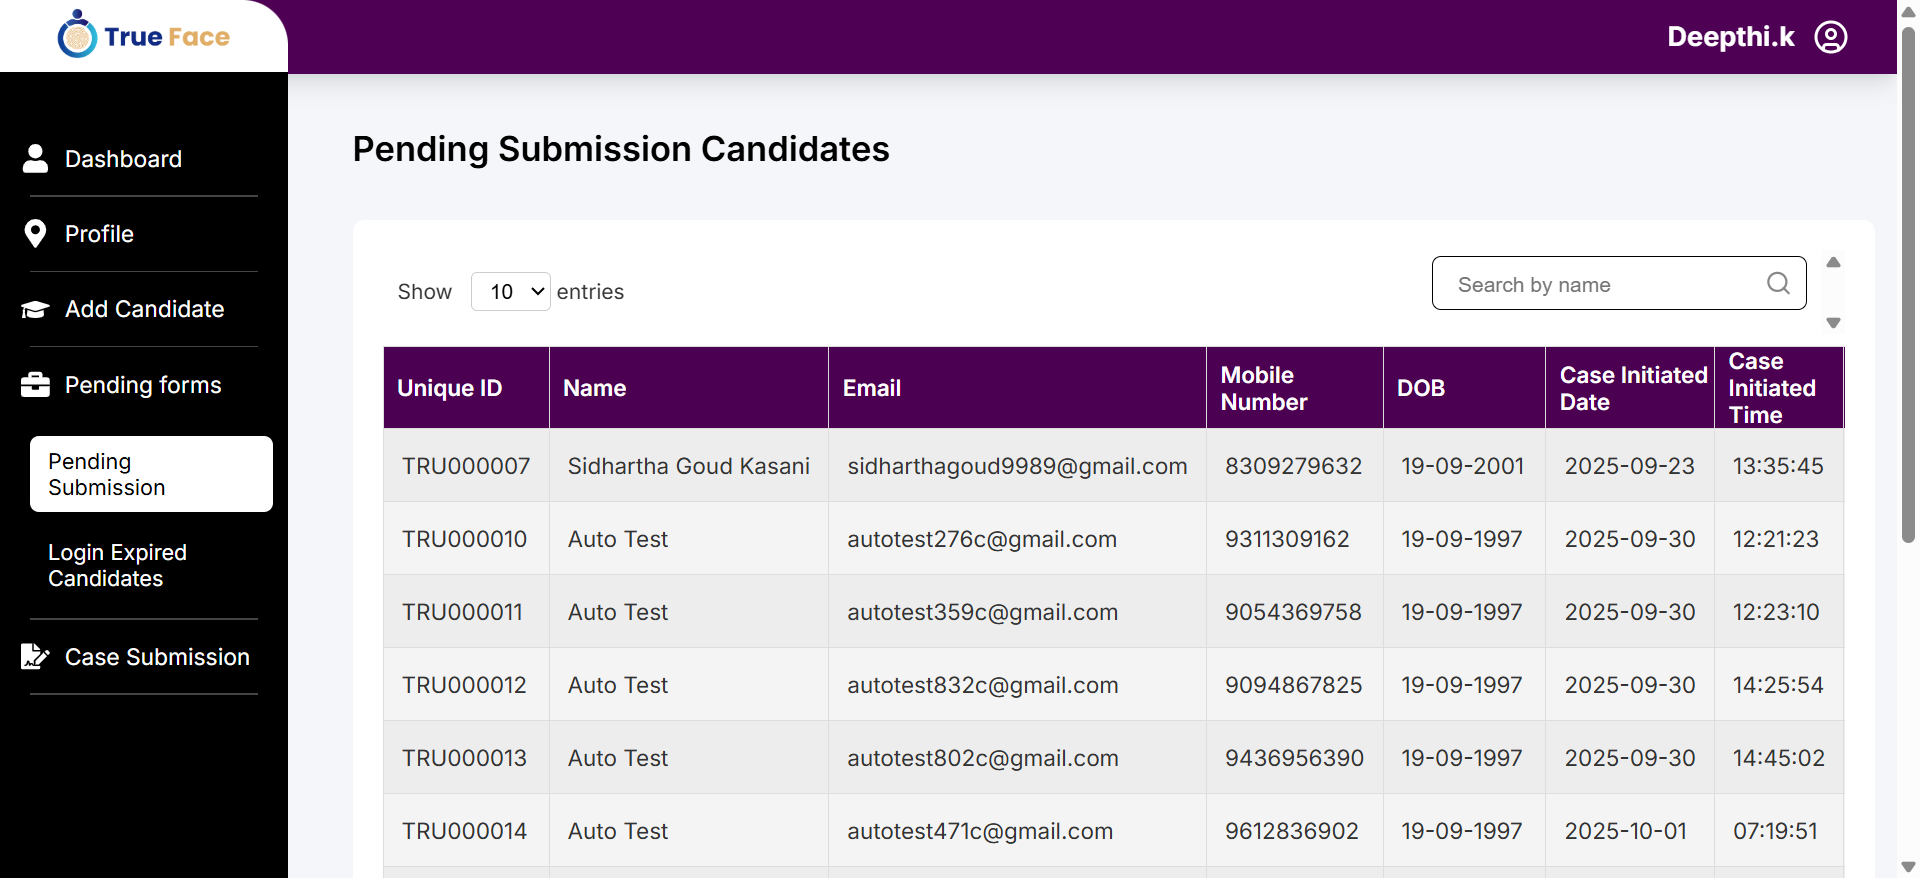 True Face
Deepthi.k
Dashboard
Profile
Add Candidate
Pending forms
Pending
Submission
Login Expired
Candidates
Case Submission
Pending Submission Candidates
Show 10 entries
Search by name
Unique ID Name Email Mobile Number DOB Case Initiated Date Case Initiated Time
TRU000007 Sidhartha Goud Kasani sidharthagoud9989@gmail.com 8309279632 19-09-2001 2025-09-23 13:35:45
TRU000010 Auto Test autotest276c@gmail.com 9311309162 19-09-1997 2025-09-30 12:21:23
TRU000011 Auto Test autotest359c@gmail.com 9054369758 19-09-1997 2025-09-30 12:23:10
TRU000012 Auto Test autotest832c@gmail.com 9094867825 19-09-1997 2025-09-30 14:25:54
TRU000013 Auto Test autotest802c@gmail.com 9436956390 19-09-1997 2025-09-30 14:45:02
TRU000014 Auto Test autotest471c@gmail.com 9612836902 19-09-1997 2025-10-01 07:19:51